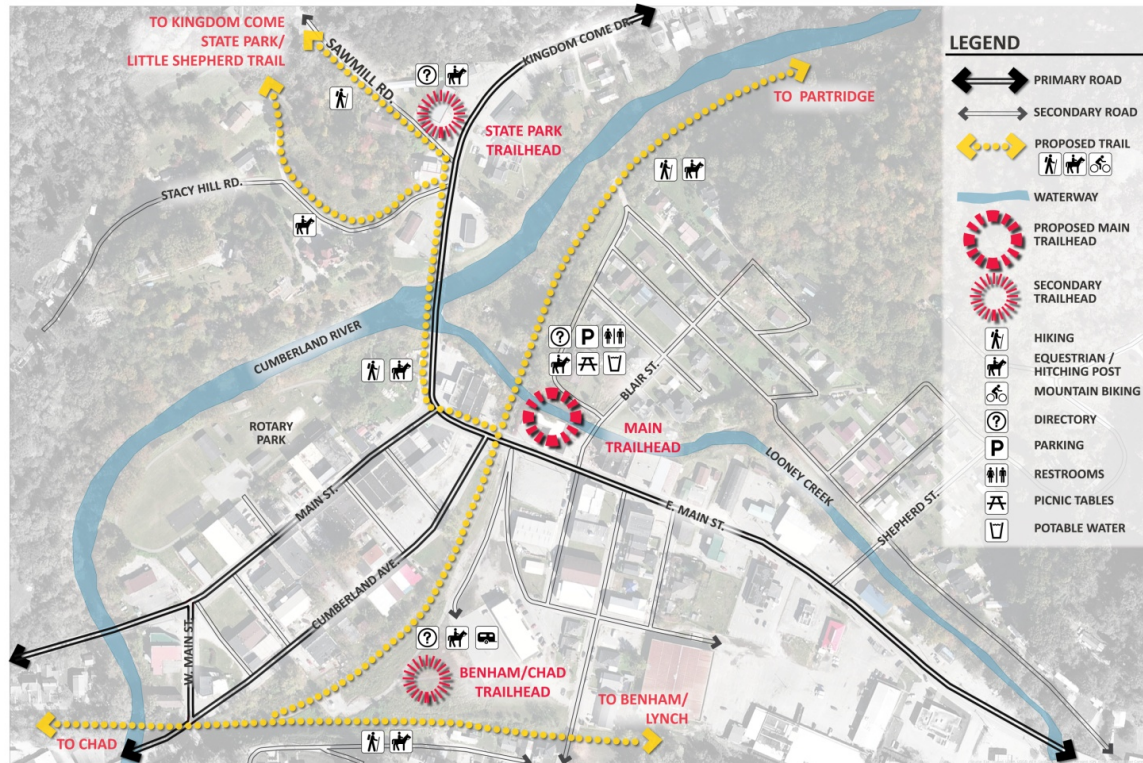 TO KINGDOM COME
STATE PARK/
LITTLE SHEPHERD TRAIL
SAWMILL RD.
KINGDOM COME DR.
STATE PARK
TRAILHEAD
TO PARTRIDGE
STACY HILL RD.
CUMBERLAND RIVER
ROTARY
PARK
MAIN ST.
BLAIR ST.
MAIN
TRAILHEAD
LOONEY CREEK
E. MAIN ST.
SHEPHERD ST.
CUMBERLAND AVE.
W. MAIN ST.
BENHAM/CHAD
TRAILHEAD
TO BENHAM/
LYNCH
TO CHAD
?
?
P
?
LEGEND
PRIMARY ROAD
SECONDARY ROAD
PROPOSED TRAIL
WATERWAY
PROPOSED MAIN
TRAILHEAD
SECONDARY
TRAILHEAD
HIKING
EQUESTRIAN /
HITCHING POST
MOUNTAIN BIKING
? DIRECTORY
P PARKING
RESTROOMS
PICNIC TABLES
POTABLE WATER